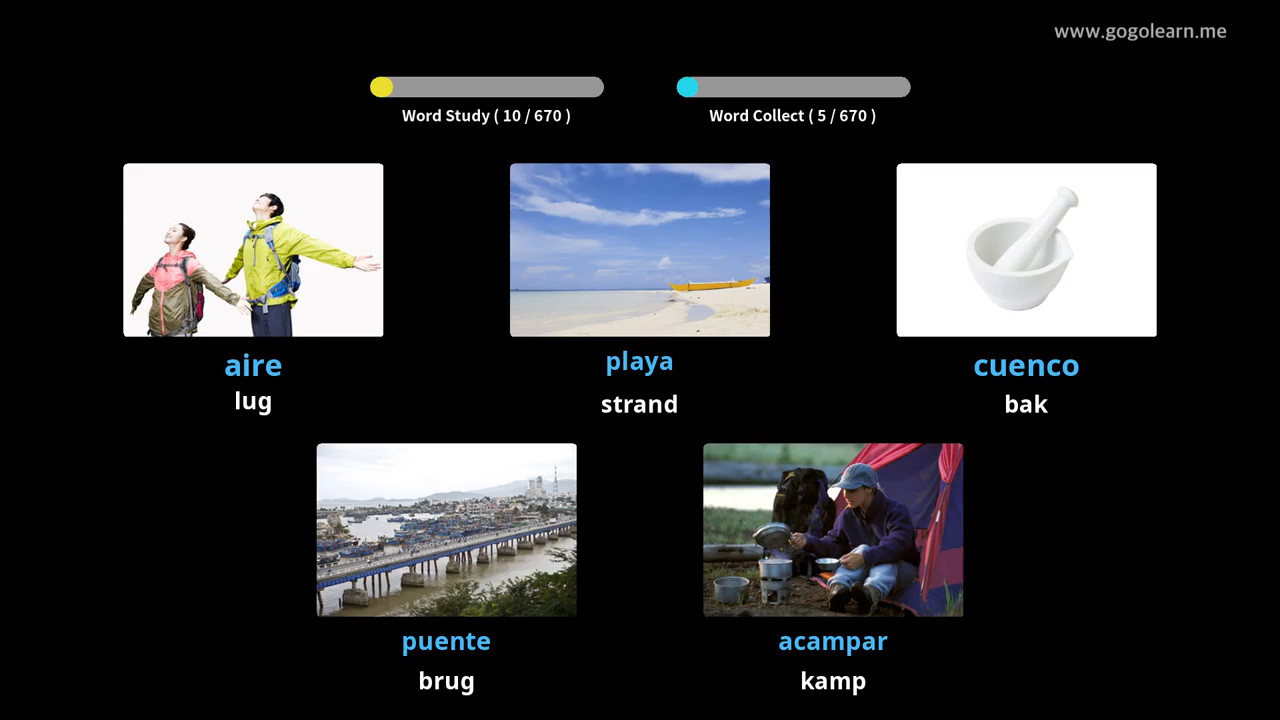 www.gogolearn.me
Word Study ( 10 / 670 )
Word Collect ( 5 / 670 )
aire
lug
playa
strand
cuenco
bak
puente
brug
acampar
kamp